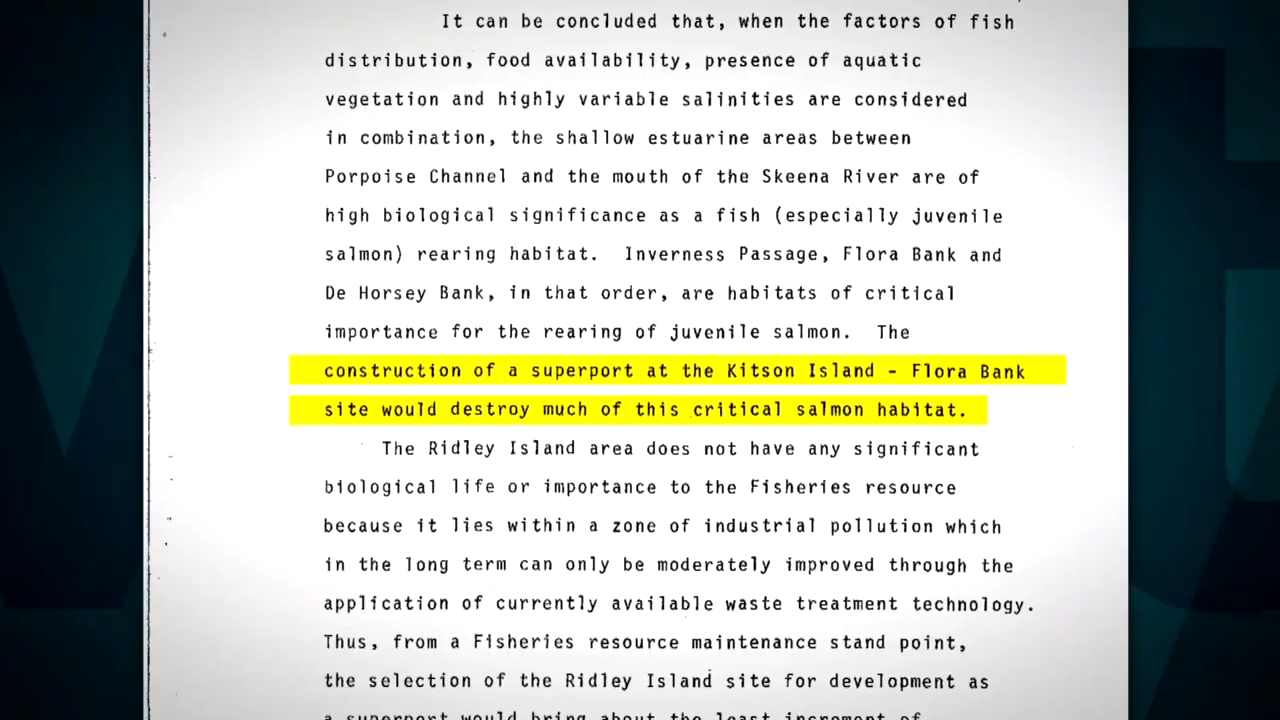 It can be concluded that, when the factors of fish
distribution, food availability, presence of aquatic
vegetation and highly variable salinities are considered
in combination, the shallow estuarine areas between
Porpoise Channel and the mouth of the Skeena River are of
high biological significance as a fish (especially juvenile
salmon) rearing habitat. Inverness Passage, Flora Bank and
De Horsey Bank, in that order, are habitats of critical
importance for the rearing of juvenile salmon. The
construction of a superport at the Kitson Island - Flora Bank
site would destroy much of this critical salmon habitat.
The Ridley Island area does not have any significant
biological life or importance to the Fisheries resource
because it lies within a zone of industrial pollution which
in the long term can only be moderately improved through the
application of currently available waste treatment technology.
Thus, from a Fisheries resource maintenance stand point,
the selection of the Ridley Island site for development as
a superport would bring about the least increment of